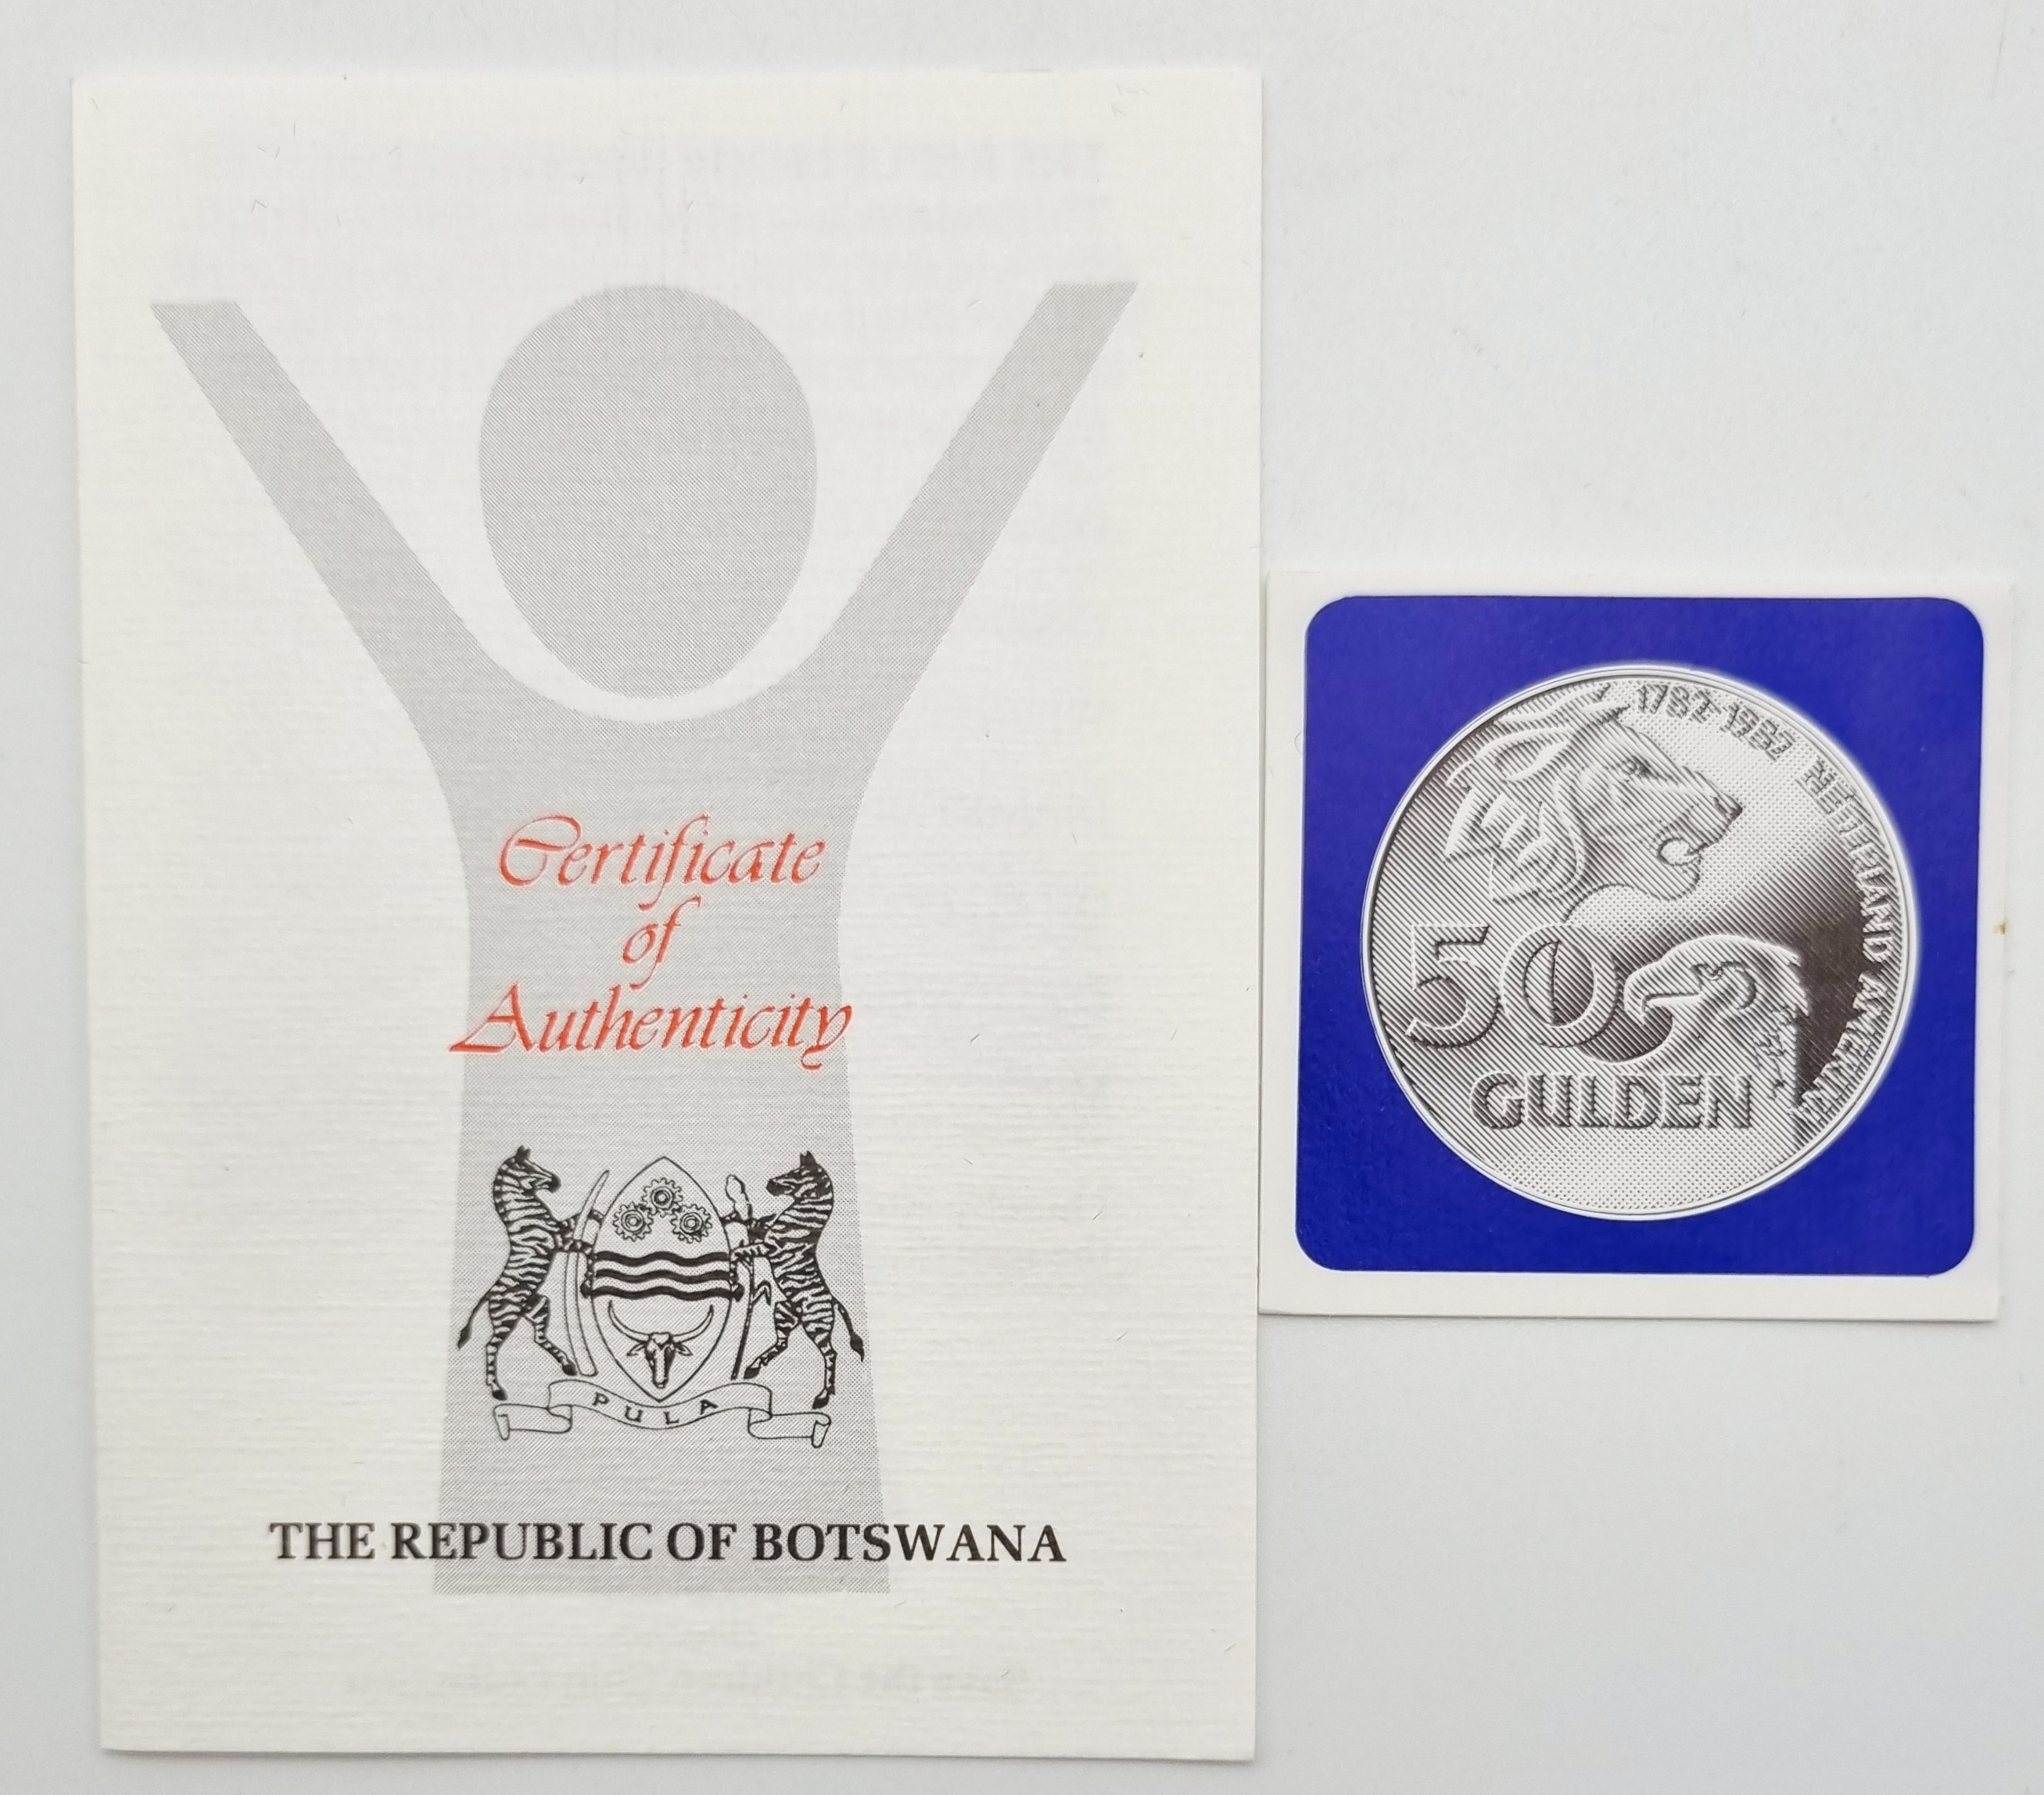 Certificate
of
Authenticity
PULA
THE REPUBLIC OF BOTSWANA
1782-1982 NEDERLAND AMERIKA
50
GULDEN